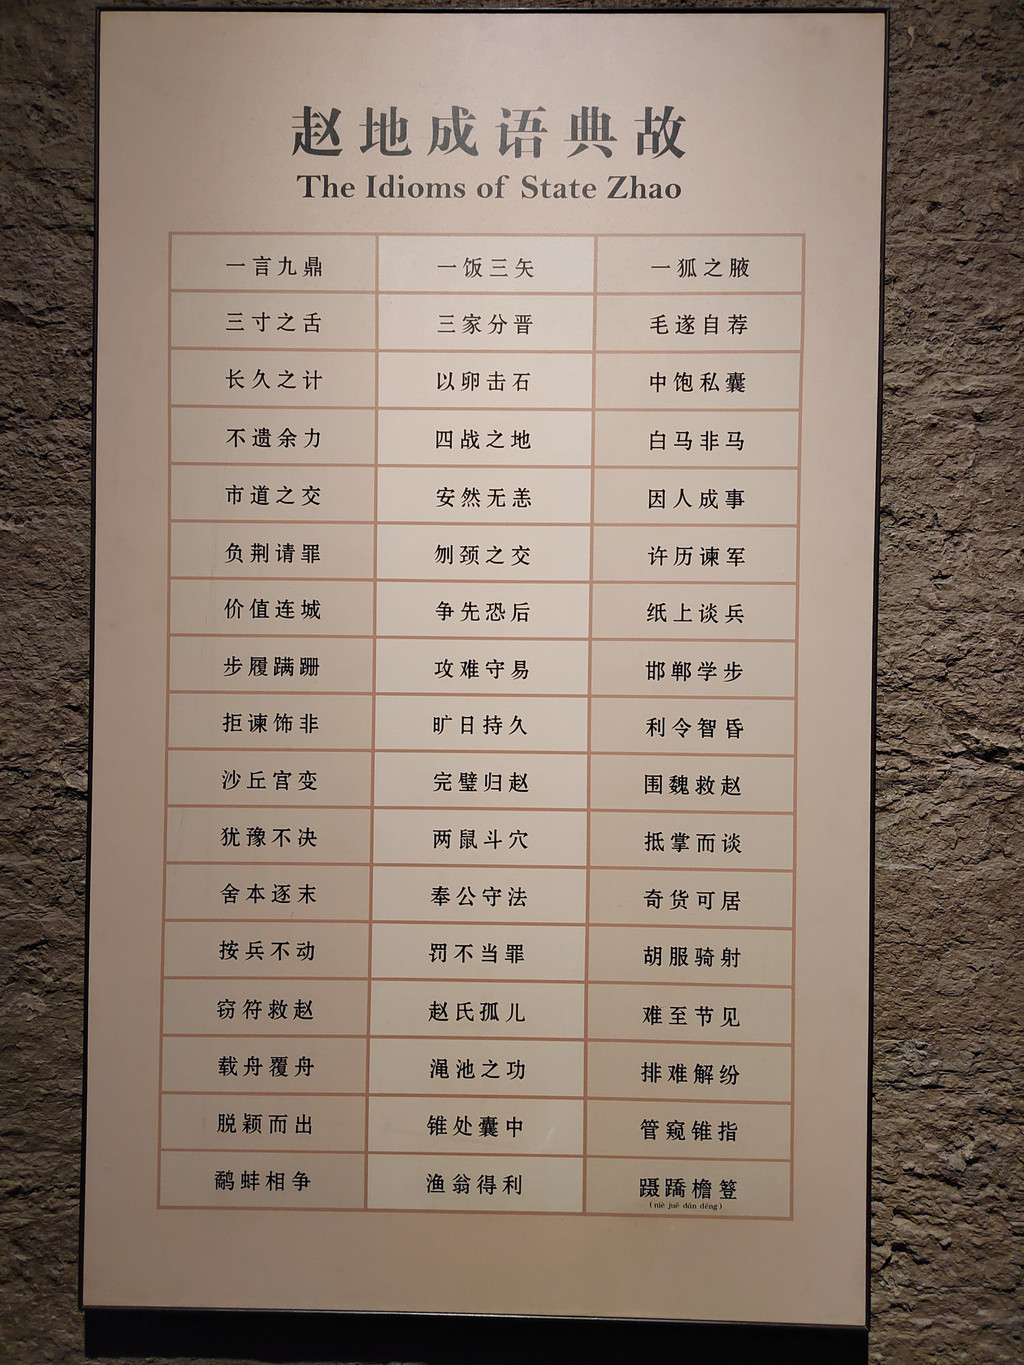 赵地成语典故
The Idioms of State Zhao
一言九鼎 一饭三矢 一狐之腋
三寸之舌 三家分晋 毛遂自荐
长久之计 以卵击石 中饱私囊
不遗余力 四战之地 白马非马
市道之交 安然无恙 因人成事
负荆请罪 刎颈之交 许历谏军
价值连城 争先恐后 纸上谈兵
步履蹒跚 攻难守易 邯郸学步
拒谏饰非 旷日持久 利令智昏
沙丘宫变 完璧归赵 围魏救赵
犹豫不决 两鼠斗穴 抵掌而谈
舍本逐末 奉公守法 奇货可居
按兵不动 罚不当罪 胡服骑射
窃符救赵 赵氏孤儿 难至节见
载舟覆舟 渑池之功 排难解纷
脱颖而出 锥处囊中 管窥锥指
鹬蚌相争 渔翁得利 蹑蹻檐簦
(niè juē dān dēng)